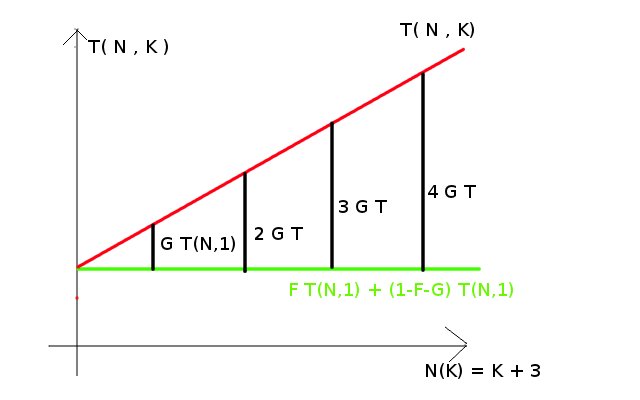 T( N , K)
T( N , K )
4 G T
3 G T
2 G T
G T(N,1)
F T(N,1) + (1-F-G) T(N,1)
N(K) = K + 3